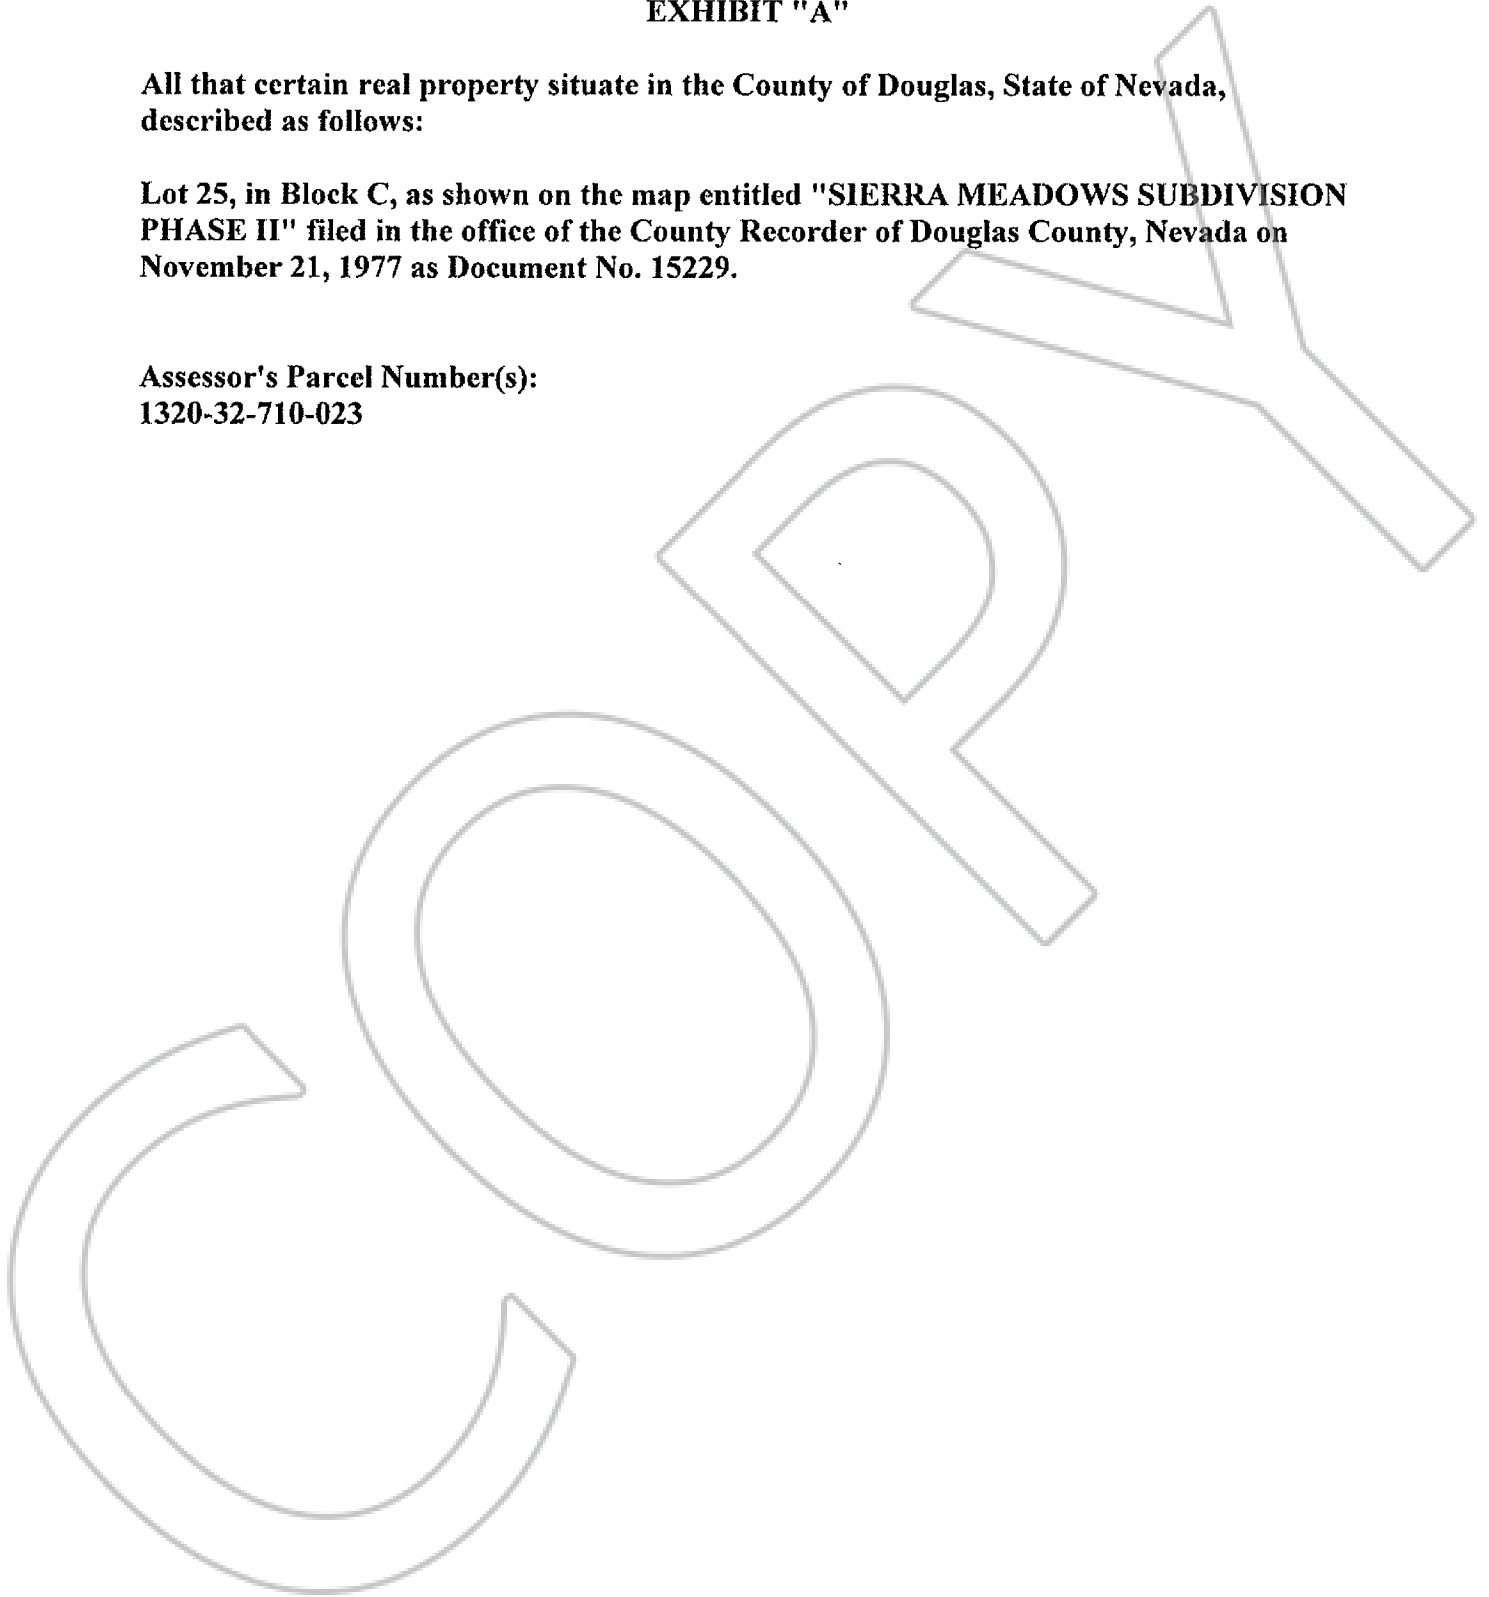 EXHIBIT "A"
All that certain real property situate in the County of Douglas, State of Nevada,
described as follows:
Lot 25, in Block C, as shown on the map entitled "SIERRA MEADOWS SUBDIVISION
PHASE II" filed in the office of the County Recorder of Douglas County, Nevada on
November 21, 1977 as Document No. 15229.
Assessor's Parcel Number(s):
1320-32-710-023
COPY